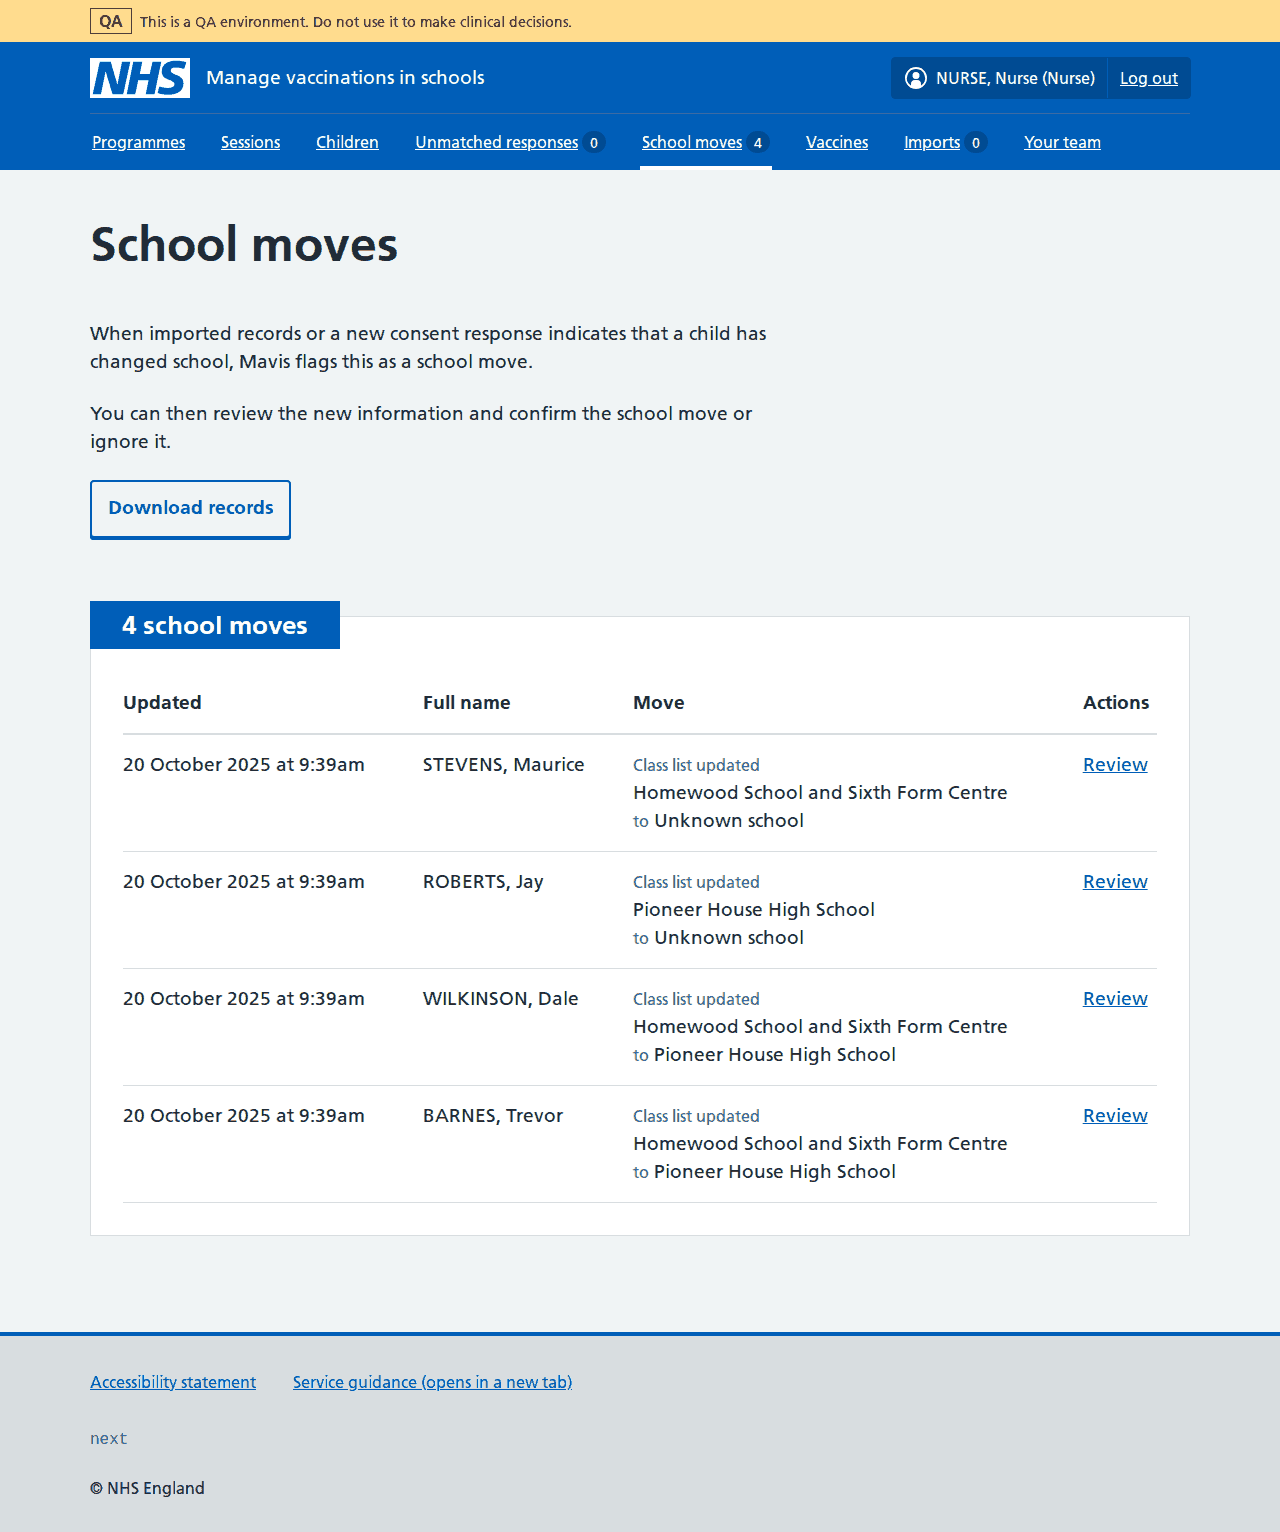 QA This is a QA environment. Do not use it to make clinical decisions.
NHS Manage vaccinations in schools NURSE, Nurse (Nurse) Log out
Programmes Sessions Children Unmatched responses 0 School moves 4 Vaccines Imports 0 Your team
School moves
When imported records or a new consent response indicates that a child has
changed school, Mavis flags this as a school move.
You can then review the new information and confirm the school move or
ignore it.
Download records
4 school moves
Updated Full name Move Actions
20 October 2025 at 9:39am STEVENS, Maurice Class list updated Review
Homewood School and Sixth Form Centre
to Unknown school
20 October 2025 at 9:39am ROBERTS, Jay Class list updated Review
Pioneer House High School
to Unknown school
20 October 2025 at 9:39am WILKINSON, Dale Class list updated Review
Homewood School and Sixth Form Centre
to Pioneer House High School
20 October 2025 at 9:39am BARNES, Trevor Class list updated Review
Homewood School and Sixth Form Centre
to Pioneer House High School
Accessibility statement Service guidance (opens in a new tab)
next
© NHS England